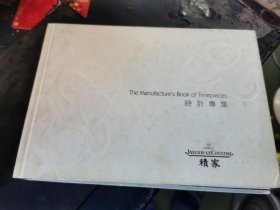 The Manufacture's Book of Timepieces
時計專集
JAEGER-LECOULTRE
積家